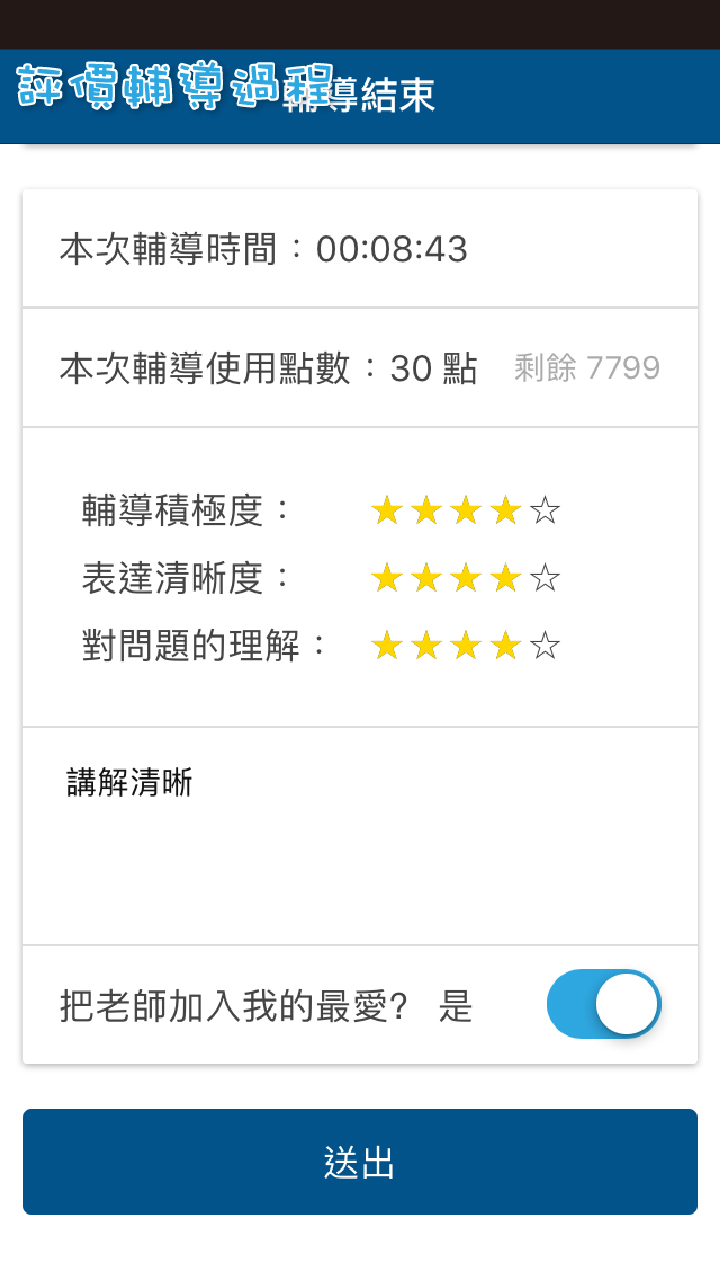 評價輔導過程
輔導結束
本次輔導時間：00:08:43
本次輔導使用點數：30 點 剩餘 7799
輔導積極度： ★★★★☆
表達清晰度： ★★★★☆
對問題的理解： ★★★★☆
講解清晰
把老師加入我的最愛? 是
送出